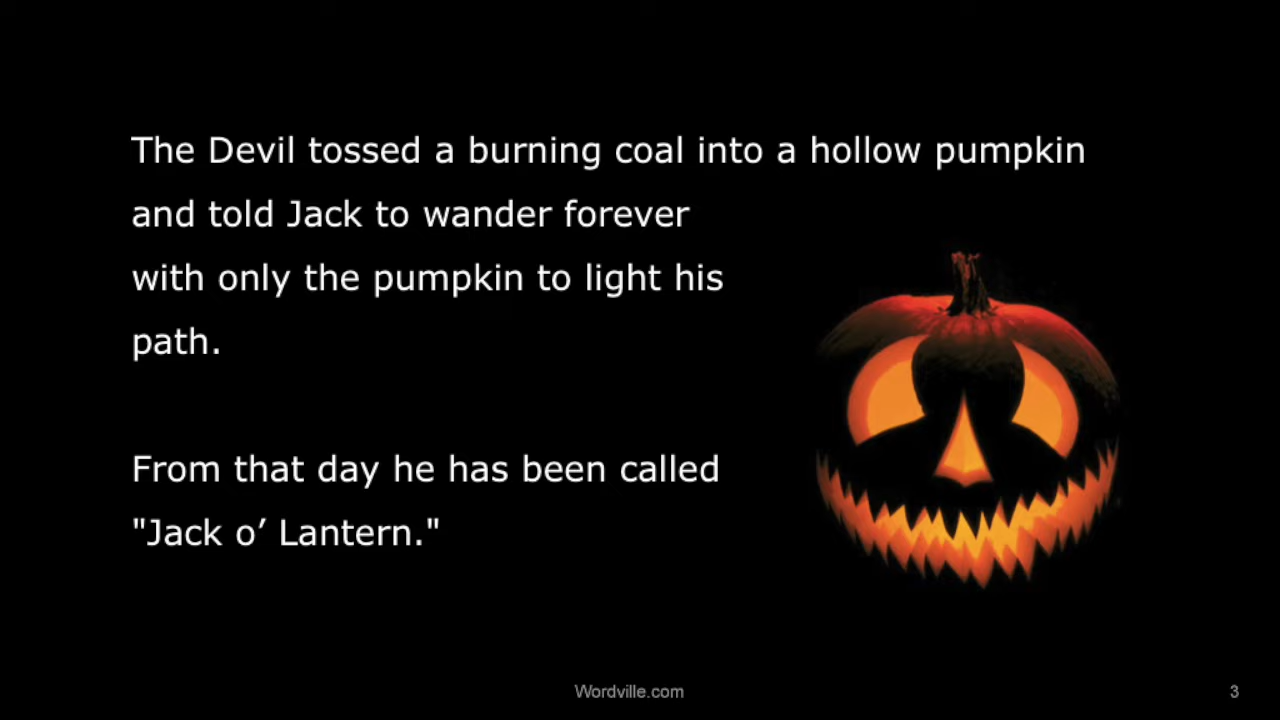 The Devil tossed a burning coal into a hollow pumpkin
and told Jack to wander forever
with only the pumpkin to light his
path.
From that day he has been called
"Jack o’ Lantern."
Wordville.com
3